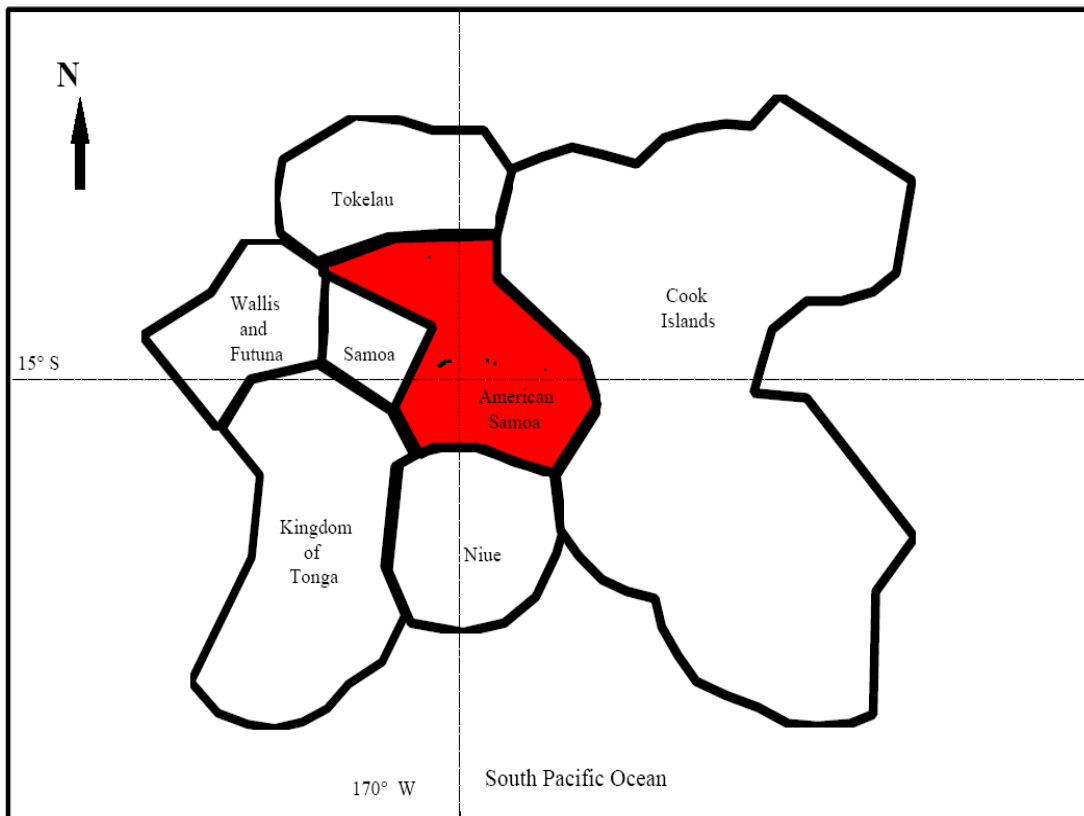 N
Tokelau
Wallis
and
Futuna
Samoa
Cook
Islands
15° S
American
Samoa
Kingdom
of
Tonga
Niue
170° W
South Pacific Ocean